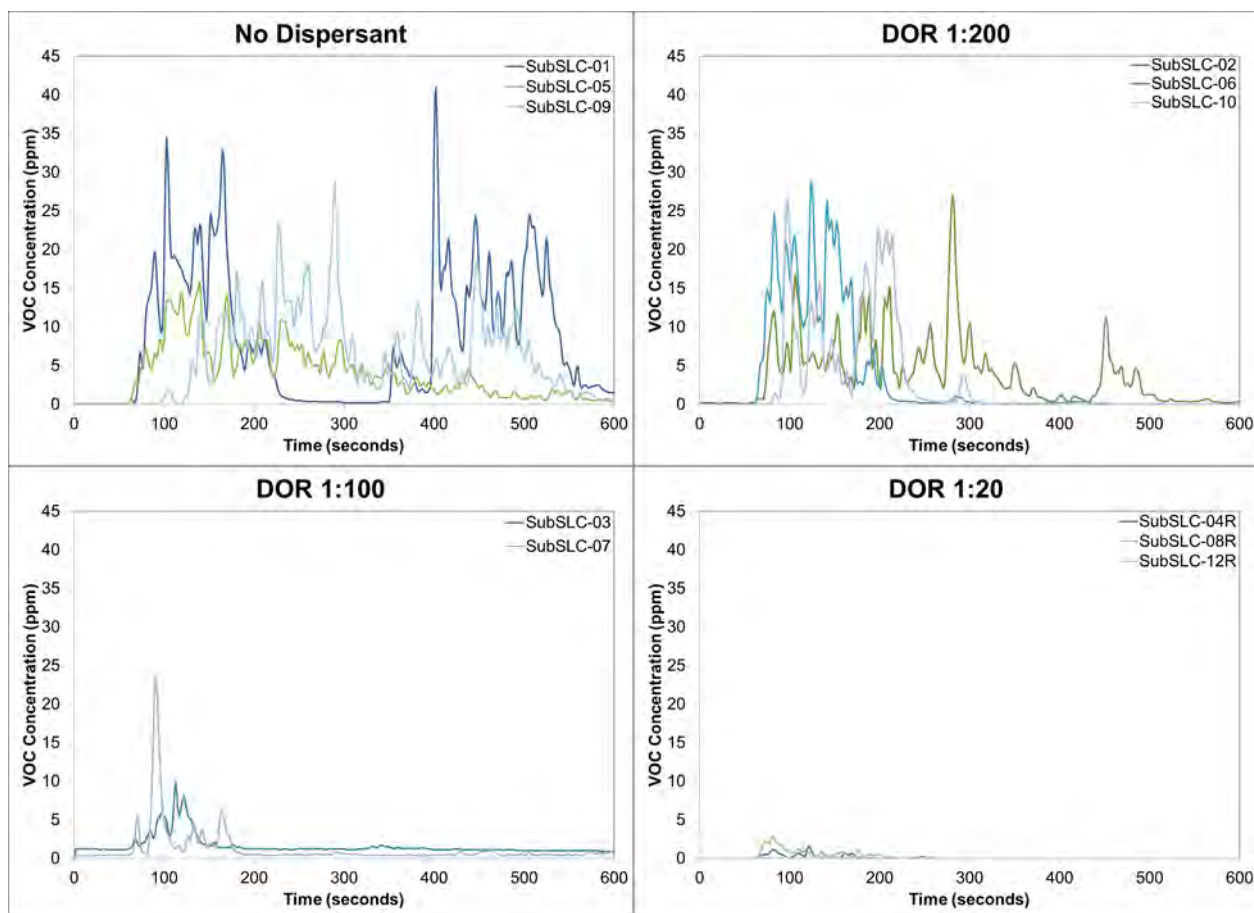 No Dispersant
45
40
35
30
25
20
15
10
5
0
VOC Concentration (ppm)
SubSLC-01
SubSLC-05
SubSLC-09
0 100 200 300 400 500 600
Time (seconds)
DOR 1:200
45
40
35
30
25
20
15
10
5
0
VOC Concentration (ppm)
SubSLC-02
SubSLC-06
SubSLC-10
0 100 200 300 400 500 600
Time (seconds)
DOR 1:100
45
40
35
30
25
20
15
10
5
0
VOC Concentration (ppm)
SubSLC-03
SubSLC-07
0 100 200 300 400 500 600
Time (seconds)
DOR 1:20
45
40
35
30
25
20
15
10
5
0
VOC Concentration (ppm)
SubSLC-04R
SubSLC-08R
SubSLC-12R
0 100 200 300 400 500 600
Time (seconds)